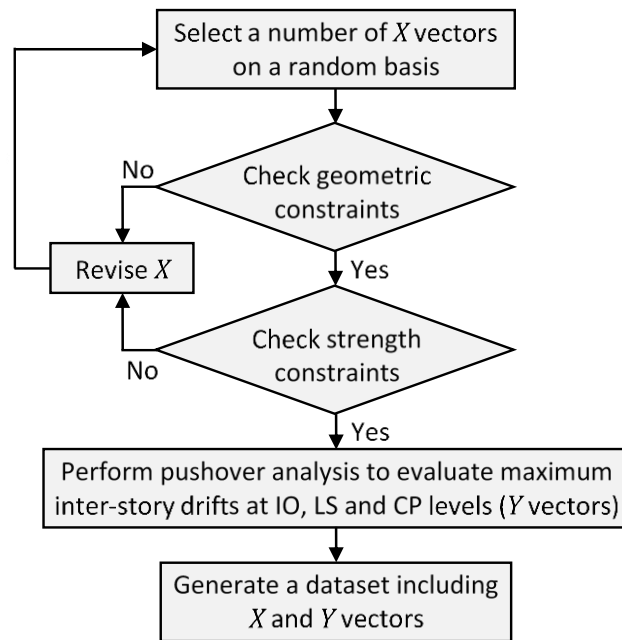 Select a number of X vectors
on a random basis
No
Check geometric
constraints
Revise X
Yes
Check strength
constraints
No
Yes
Perform pushover analysis to evaluate maximum
inter-story drifts at IO, LS and CP levels (Y vectors)
Generate a dataset including
X and Y vectors